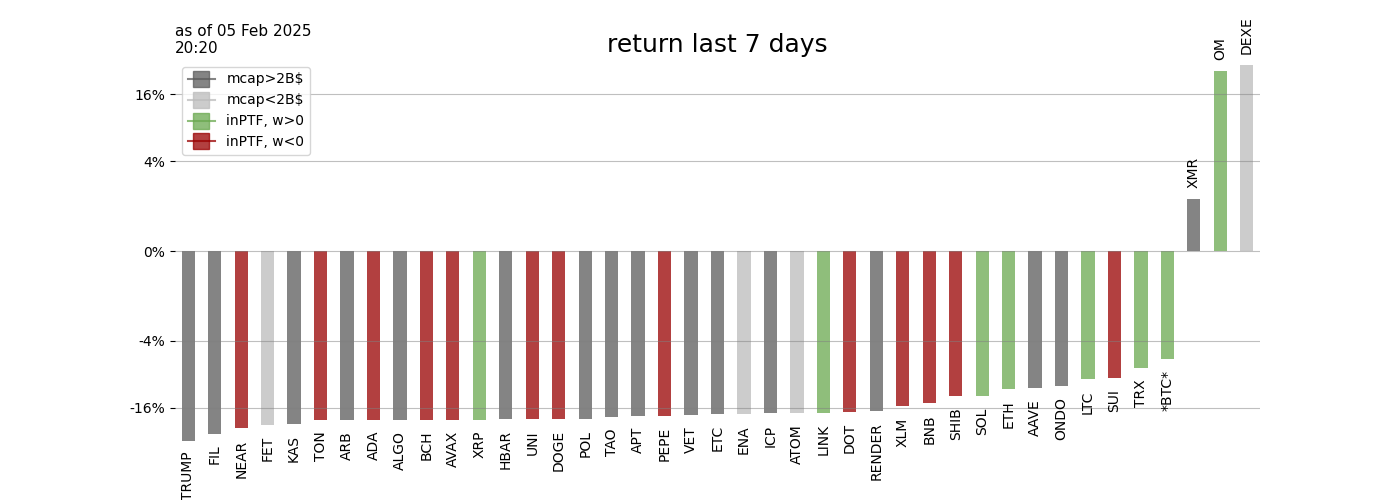 as of 05 Feb 2025
20:20
return last 7 days
mcap>2B$
mcap<2B$
inPTF, w>0
inPTF, w<0
16%
4%
0%
-4%
-16%
TRUMP
FIL
NEAR
FET
KAS
TON
ARB
ADA
ALGO
BCH
AVAX
XRP
HBAR
UNI
DOGE
POL
TAO
APT
PEPE
VET
ETC
ENA
ICP
ATOM
LINK
DOT
RENDER
XLM
BNB
SHIB
SOL
ETH
AAVE
ONDO
LTC
SUI
TRX
*BTC*
XMR
OM
DEXE